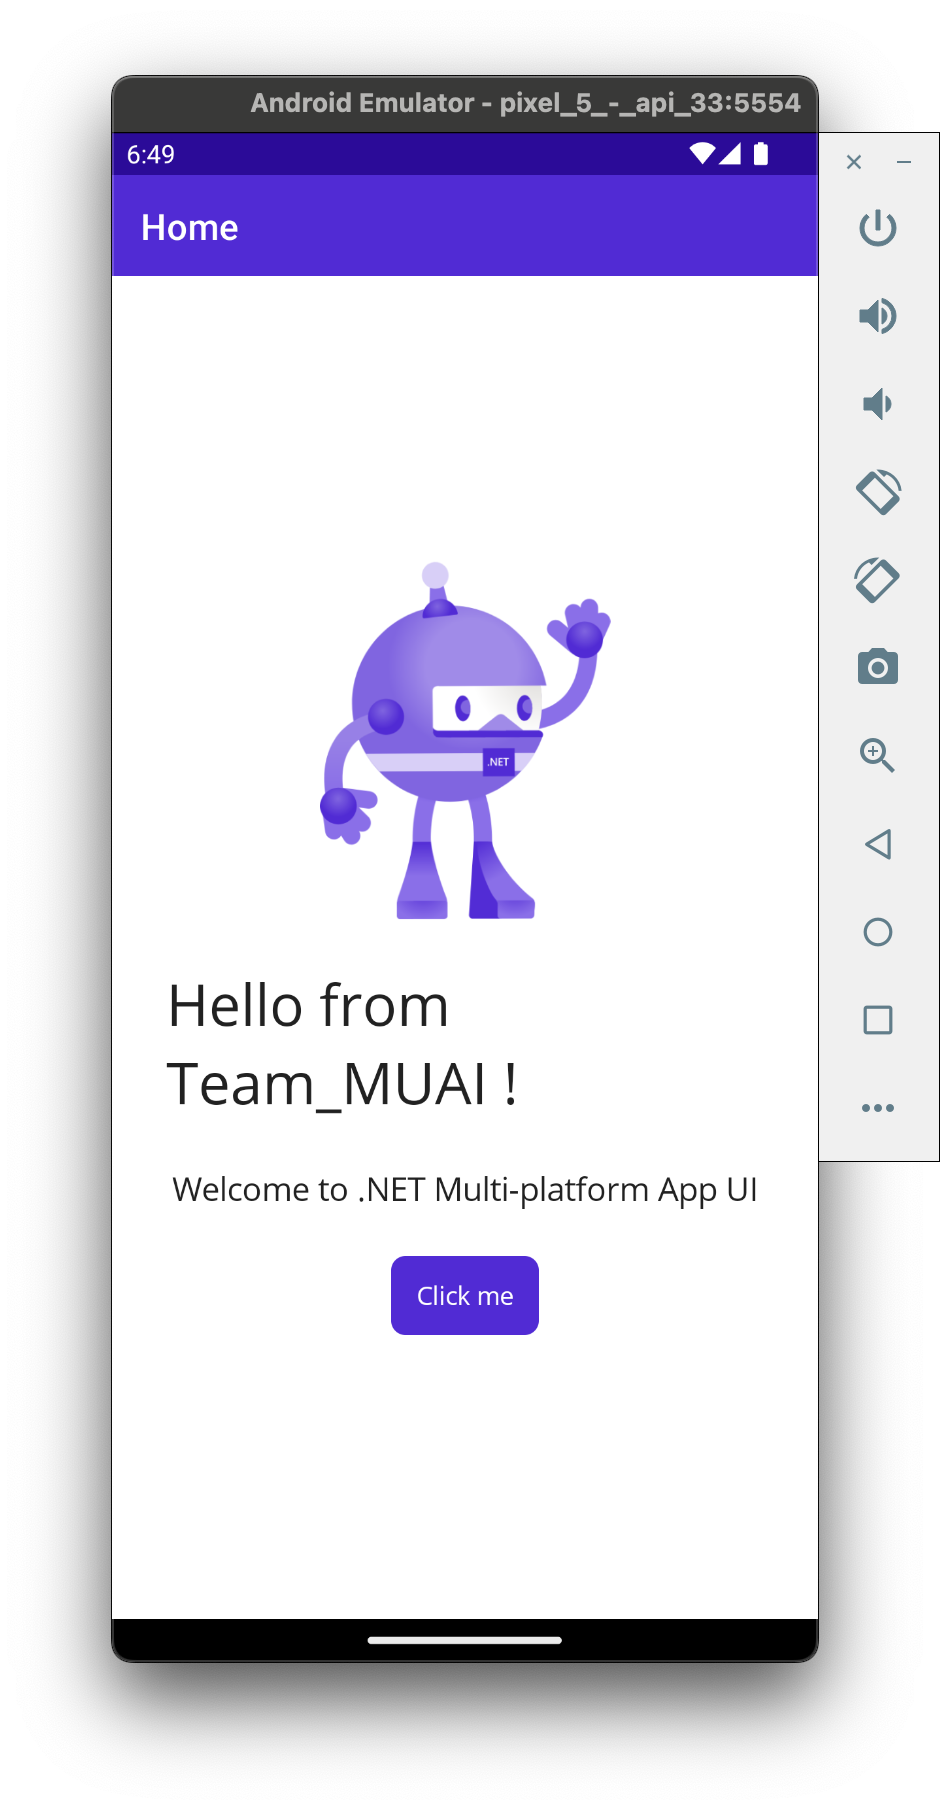 Android Emulator - pixel_5_-_api_33:5554
6:49
Home
.NET
Hello from
Team_MUAI !
Welcome to .NET Multi-platform App UI
Click me